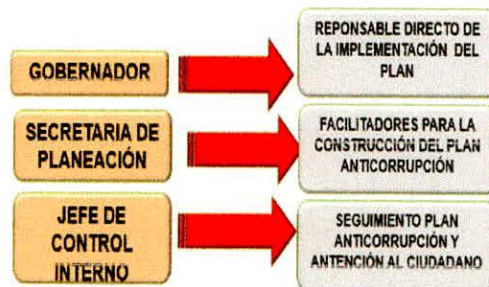 GOBERNADOR
REPONSABLE DIRECTO DE
LA IMPLEMENTACIÓN DEL
PLAN
SECRETARIA DE
PLANEACIÓN
FACILITADORES PARA LA
CONSTRUCCIÓN DEL PLAN
ANTICORRUPCIÓN
JEFE DE
CONTROL
INTERNO
SEGUIMIENTO PLAN
ANTICORRUPCIÓN Y
ANTENCIÓN AL CIUDADANO